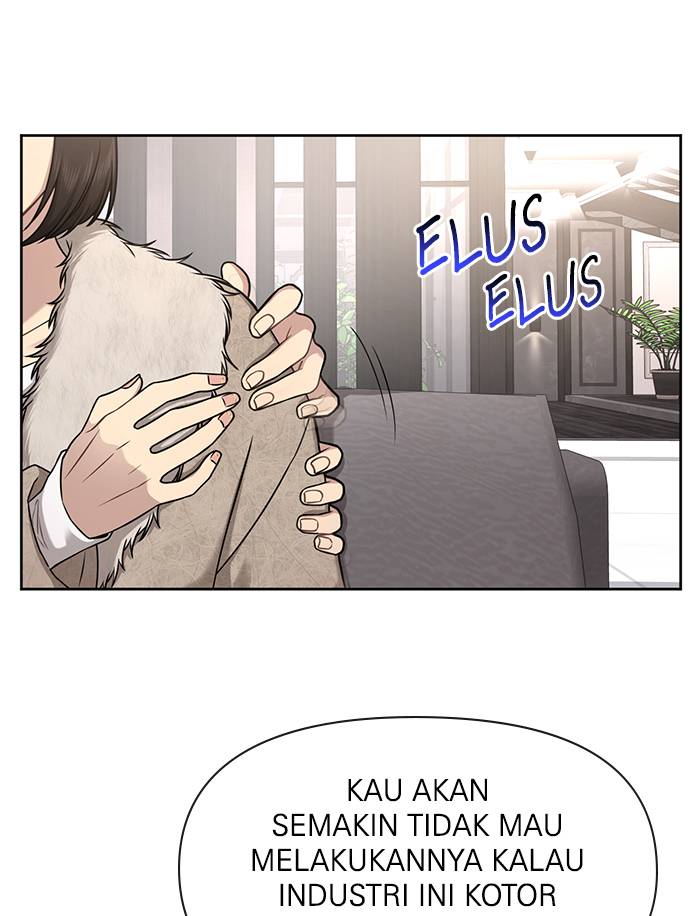 ELUS
ELUS
KAU AKAN
SEMAKIN TIDAK MAU
MELAKUKANNYA KALAU
INDUSTRI INI KOTOR